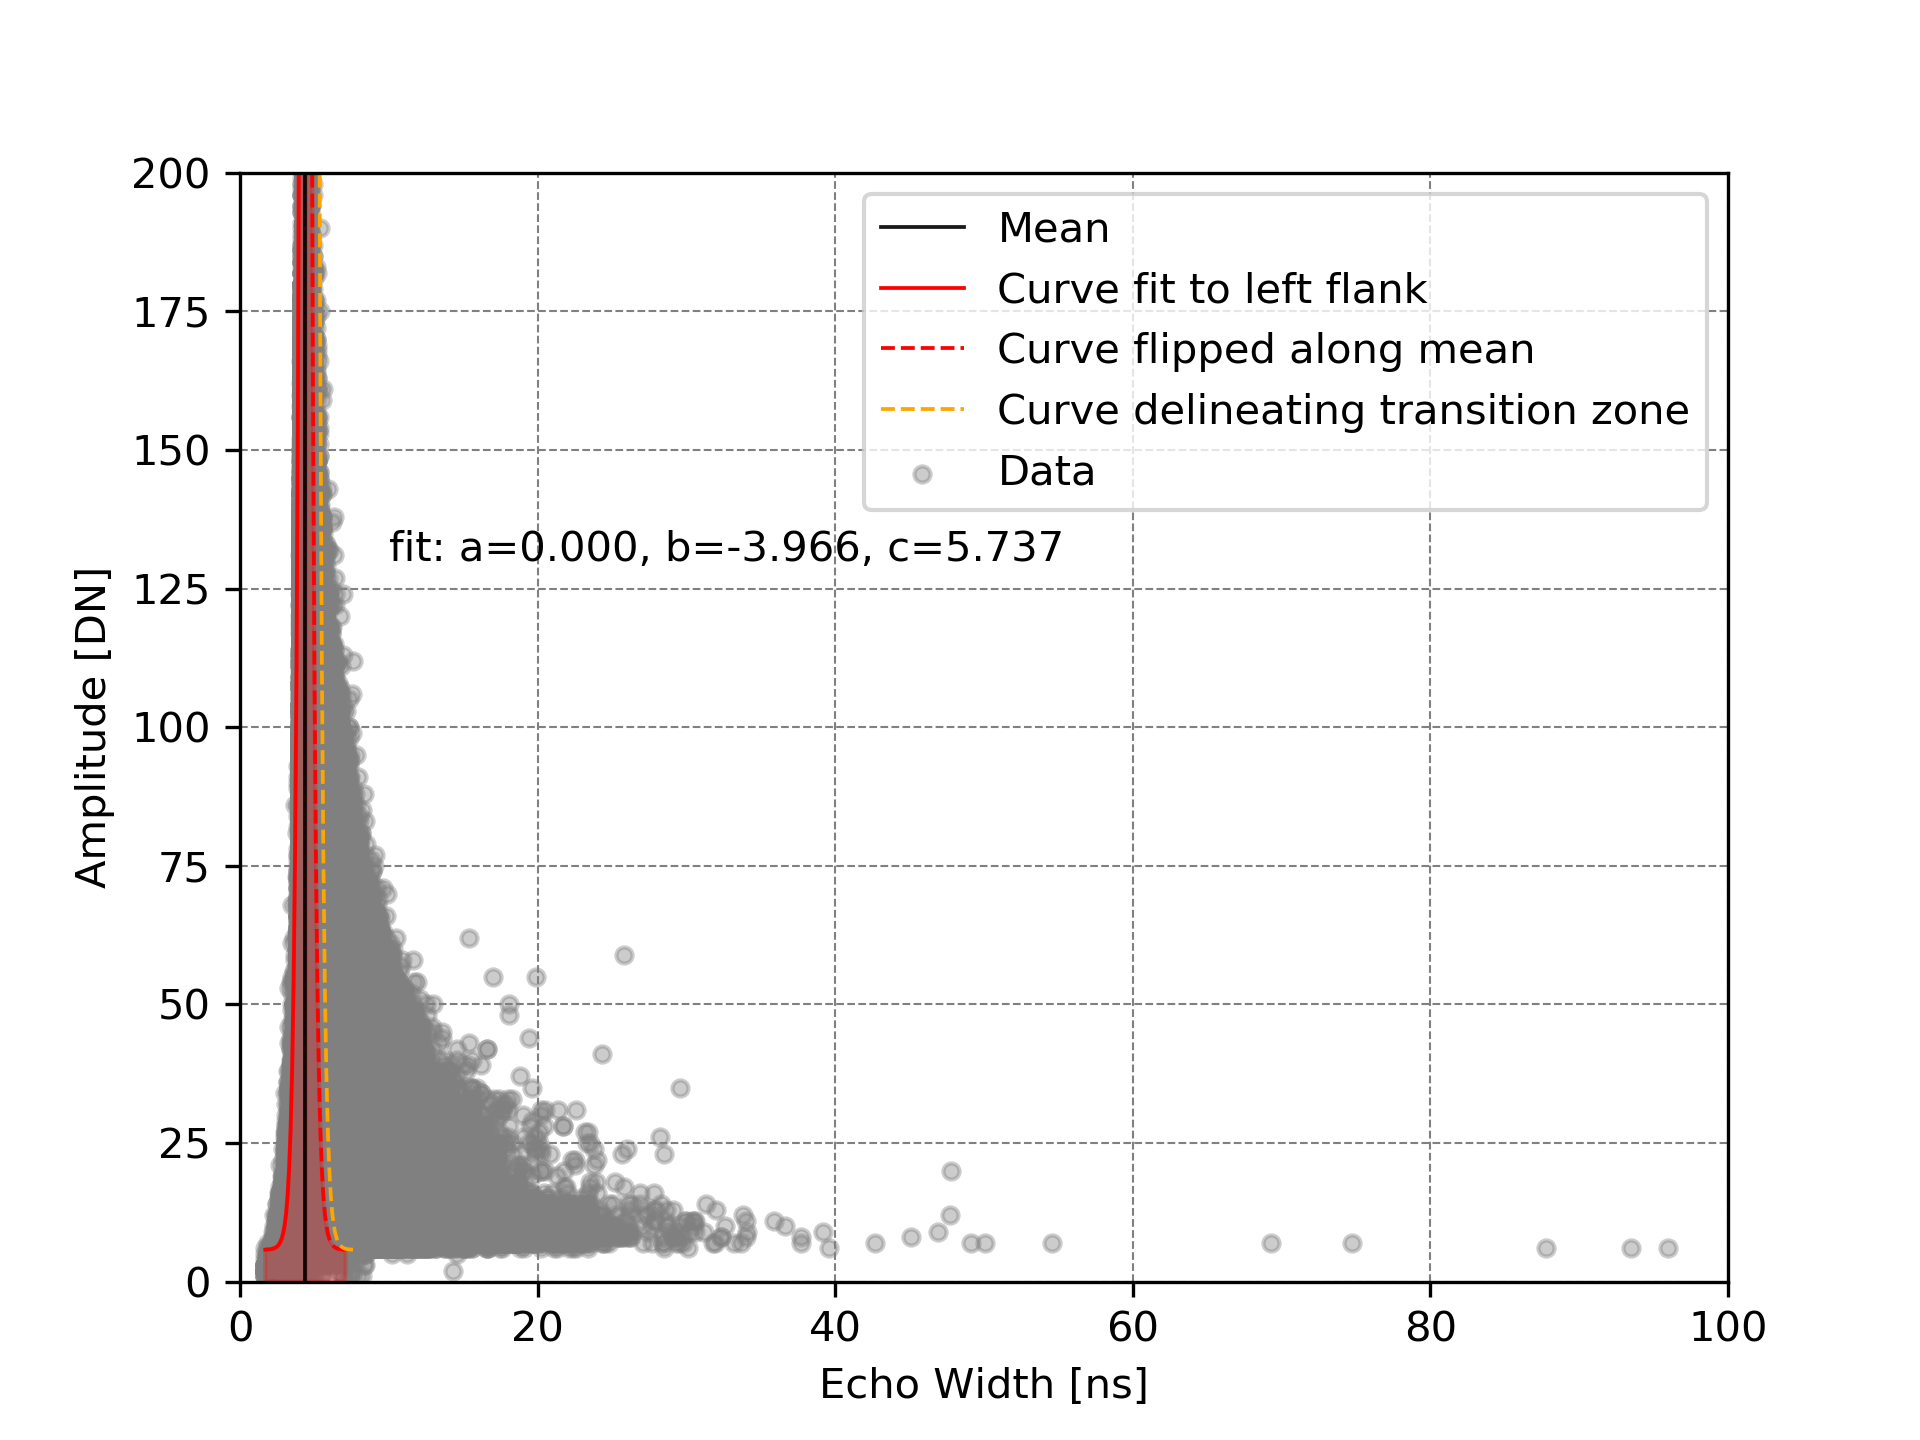 200
175
150
125
100
75
50
25
0
Amplitude [DN]
Mean
Curve fit to left flank
Curve flipped along mean
Curve delineating transition zone
Data
fit: a=0.000, b=-3.966, c=5.737
0 20 40 60 80 100
Echo Width [ns]